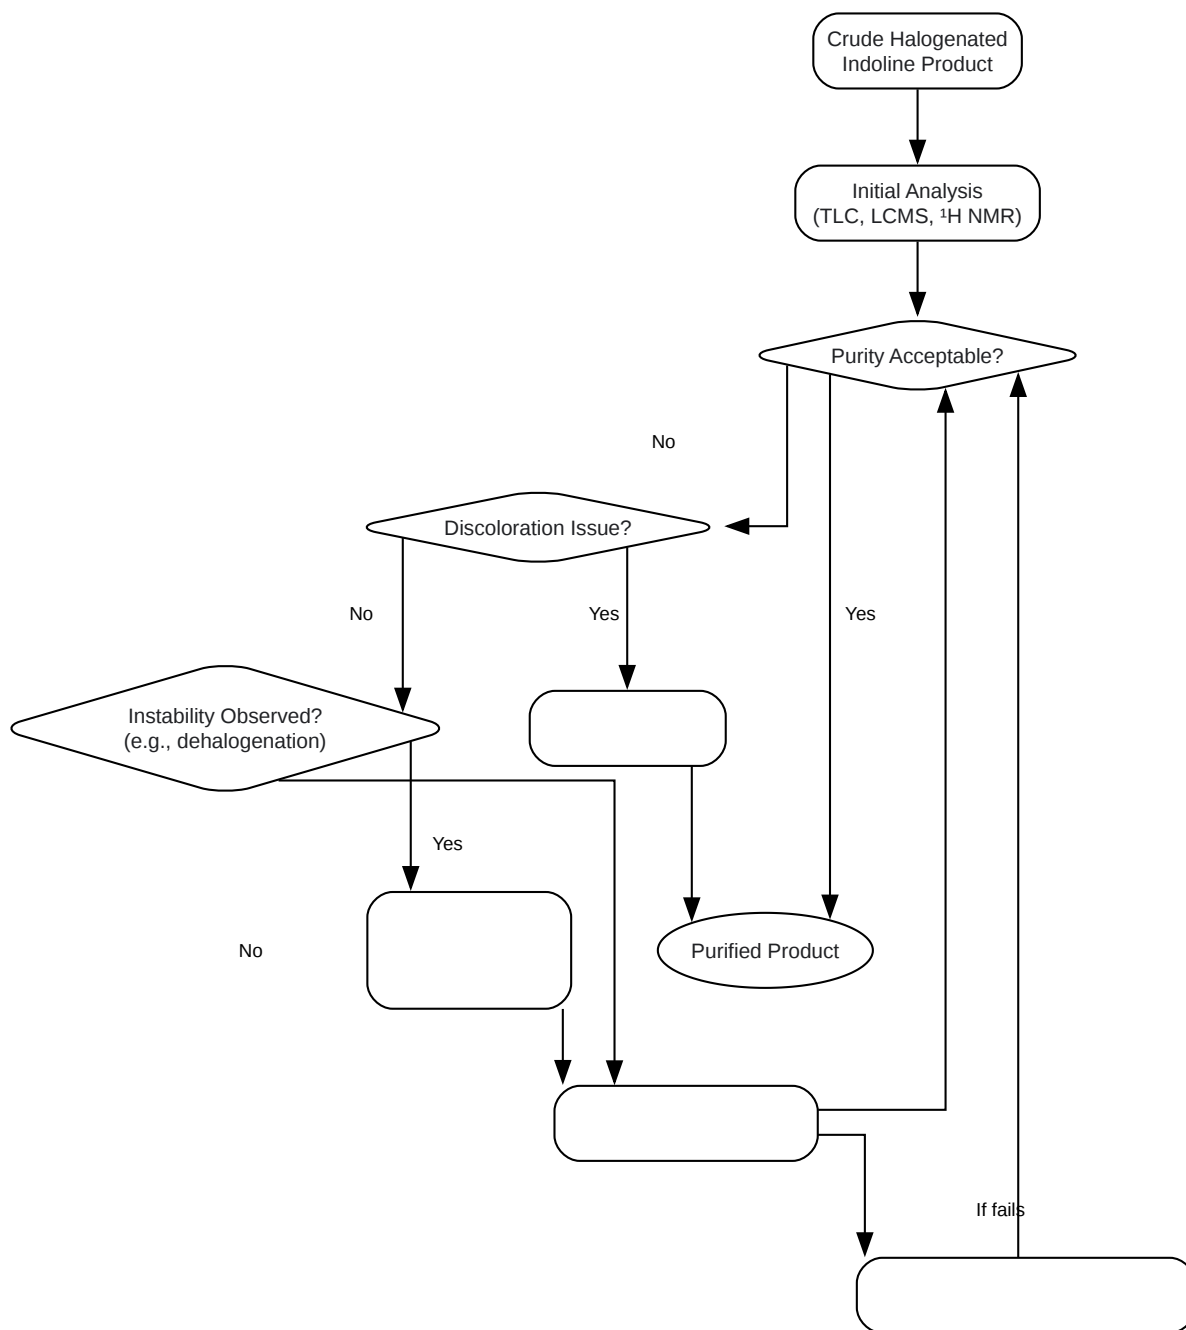 Crude Halogenated
Indoline Product
Initial Analysis
(TLC, LCMS, ¹H NMR)
Purity Acceptable?
No
Discoloration Issue?
No
Yes
Yes
Instability Observed?
(e.g., dehalogenation)
Yes
No
Purified Product
If fails